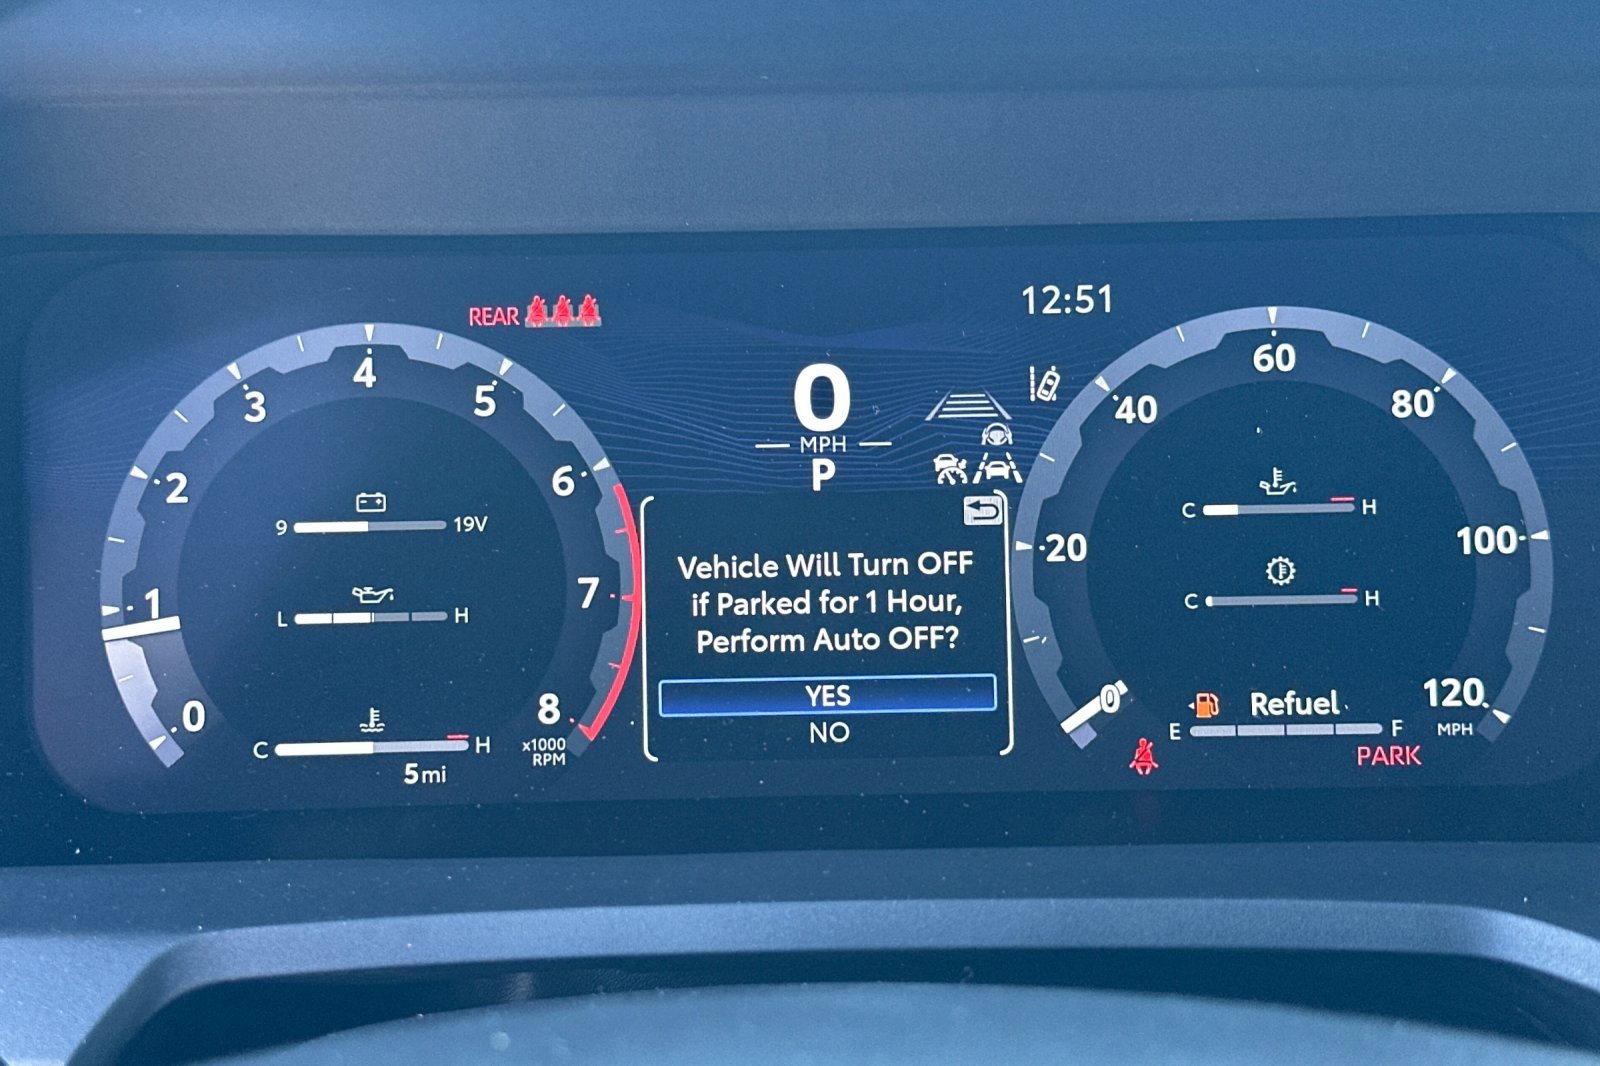 REAR
12:51
0
MPH
P
0
1
2
3
4
5
6
7
8
x1000
RPM
9 19V
L H
C H
5mi
Vehicle Will Turn OFF
if Parked for 1 Hour,
Perform Auto OFF?
YES
NO
0
20
40
60
80
100
120
MPH
C H
C H
Refuel
E F
PARK